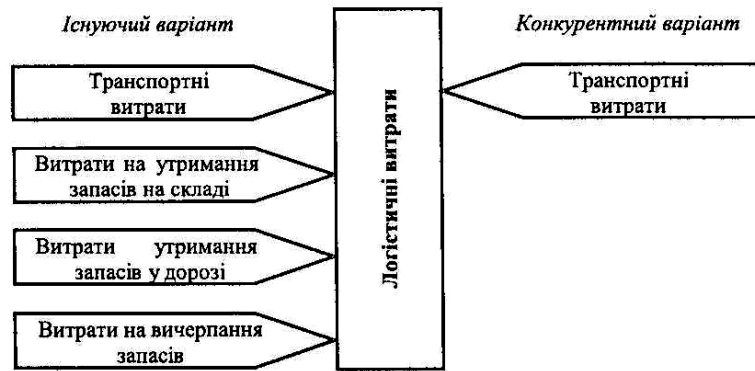 Існуючий варіант
Конкурентний варіант
Транспортні
витрати
Витрати на утримання
запасів на складі
Витрати утримання
запасів у дорозі
Витрати на вичерпання
запасів
Логістичні витрати
Транспортні
витрати